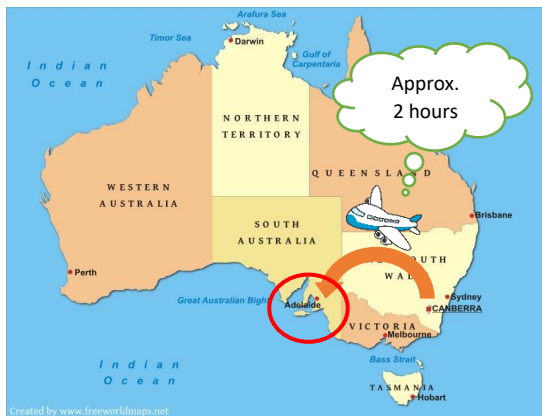 Arafura Sea
Timor Sea
Darwin
Gulf of
Carpentaria
Indian
Ocean
Approx.
2 hours
NORTHERN
TERRITORY
QUEENSLAND
WESTERN
AUSTRALIA
Brisbane
SOUTH
AUSTRALIA
SOUTH
Perth
Great Australian Bight
Adelaide
Sydney
CANBERRA
VICTORIA
Melbourne
Bass Strait
Indian
Ocean
TASMANIA
Hobart
Created by www.freeworldmaps.net